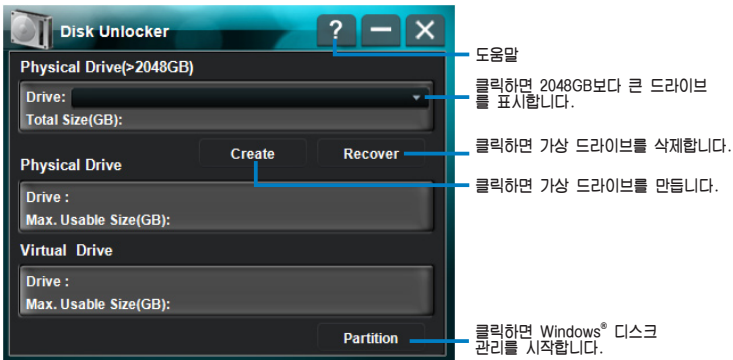 Disk Unlocker
?
도움말
Physical Drive(>2048GB)
Drive:
클릭하면 2048GB보다 큰 드라이브
를 표시합니다.
Total Size(GB):
Create
Recover
클릭하면 가상 드라이브를 삭제합니다.
Physical Drive
클릭하면 가상 드라이브를 만듭니다.
Drive :
Max. Usable Size(GB):
Virtual Drive
Drive :
Max. Usable Size(GB):
Partition
클릭하면 Windows® 디스크
관리를 시작합니다.